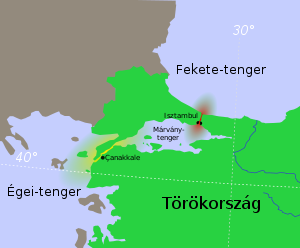 30°
Fekete-tenger
Isztambul
Márvány-
tenger
Çanakkale
40°
Égei-tenger
Törökország